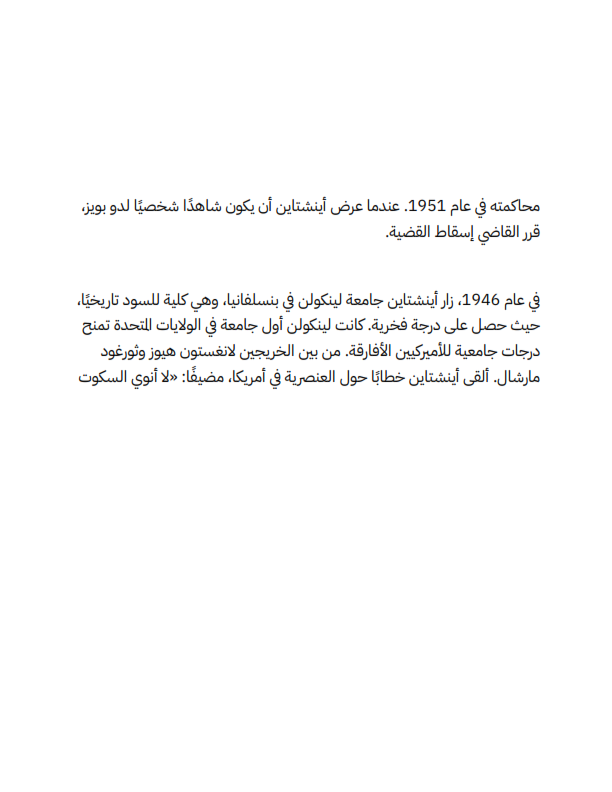 محاكمته في عام 1951. عندما عرض أينشتاين أن يكون شاهدًا شخصيًا لدو بويز،
قرر القاضي إسقاط القضية.
في عام 1946، زار أينشتاين جامعة لينكولن في بنسلفانيا، وهي كلية للسود تاريخيًا،
حيث حصل على درجة فخرية. كانت لينكولن أول جامعة في الولايات المتحدة تمنح
درجات جامعية للأميركيين الأفارقة. من بين الخريجين لانغستون هيوز وثورغود
مارشال. ألقى أينشتاين خطابًا حول العنصرية في أمريكا، مضيفًا: «لا أنوي السكوت